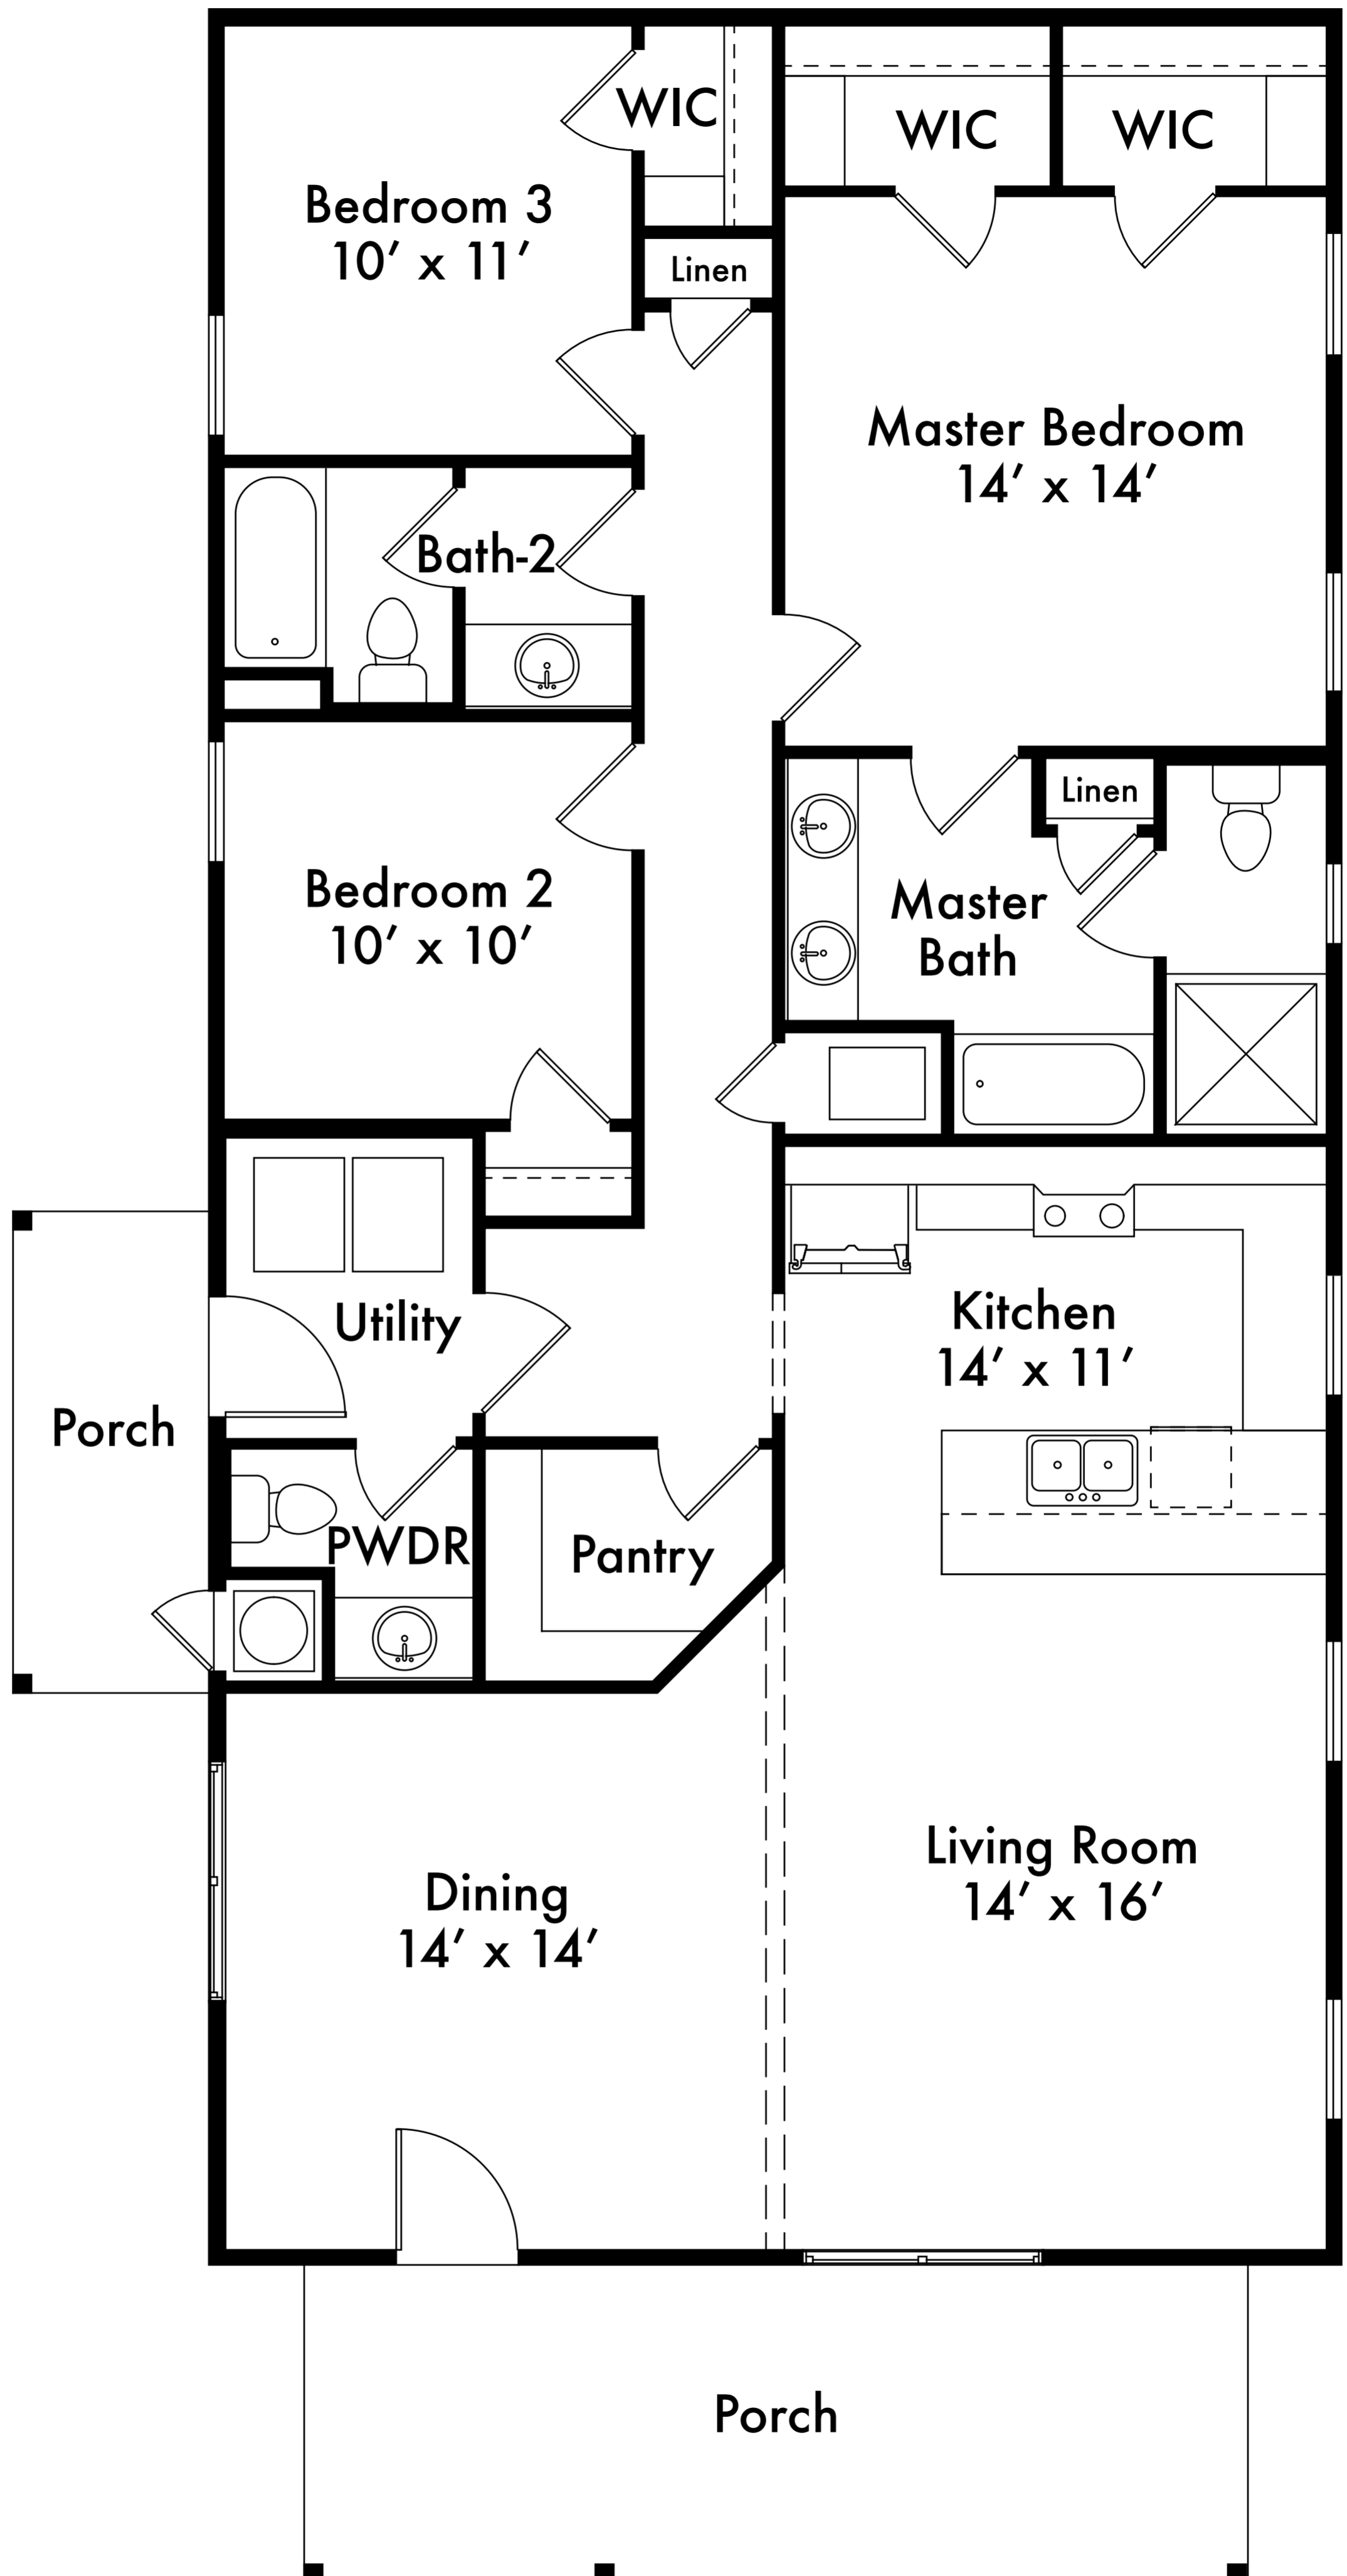 WIC
WIC
WIC
Bedroom 3
10' x 11'
Linen
Master Bedroom
14' x 14'
Bath-2
Linen
Bedroom 2
10' x 10'
Master
Bath
Utility
Kitchen
14' x 11'
Porch
PWDR
Pantry
Living Room
14' x 16'
Dining
14' x 14'
Porch